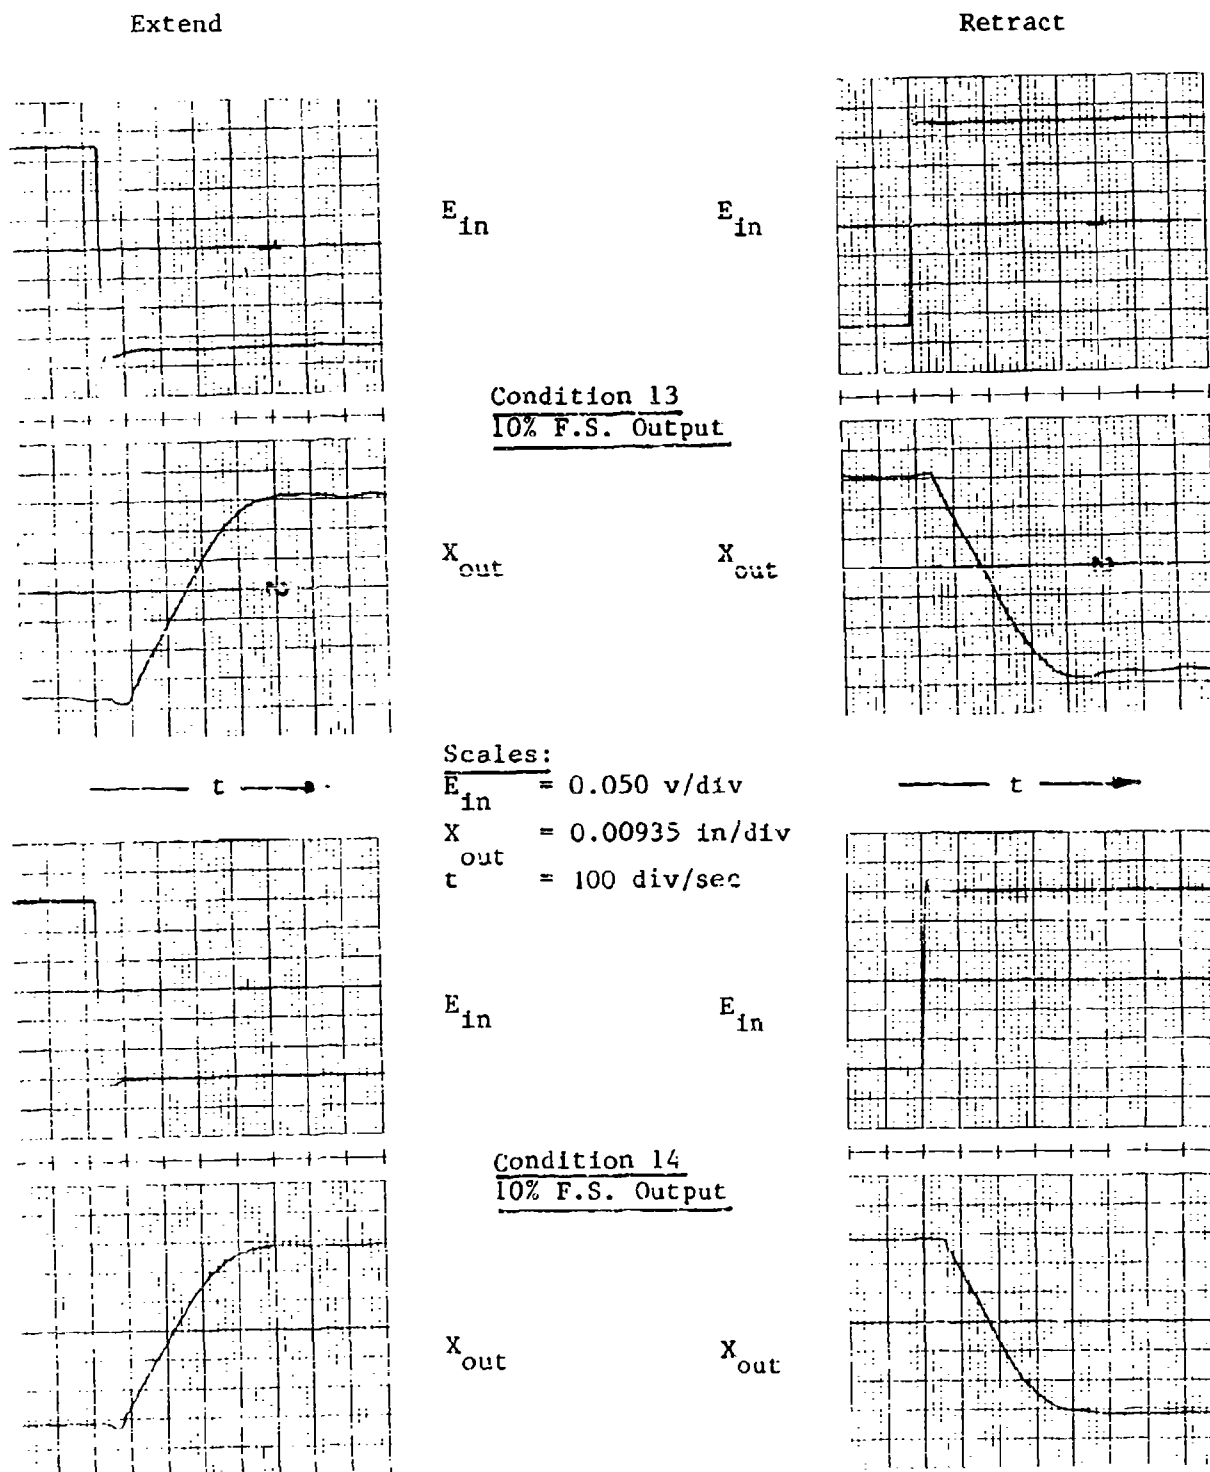 Extend
Retract
E in
E in
Condition 13
10% F.S. Output
X out
X out
t
Scales:
E in = 0.050 v/div
X out = 0.00935 in/div
t = 100 div/sec
t
E in
E in
Condition 14
10% F.S. Output
X out
X out